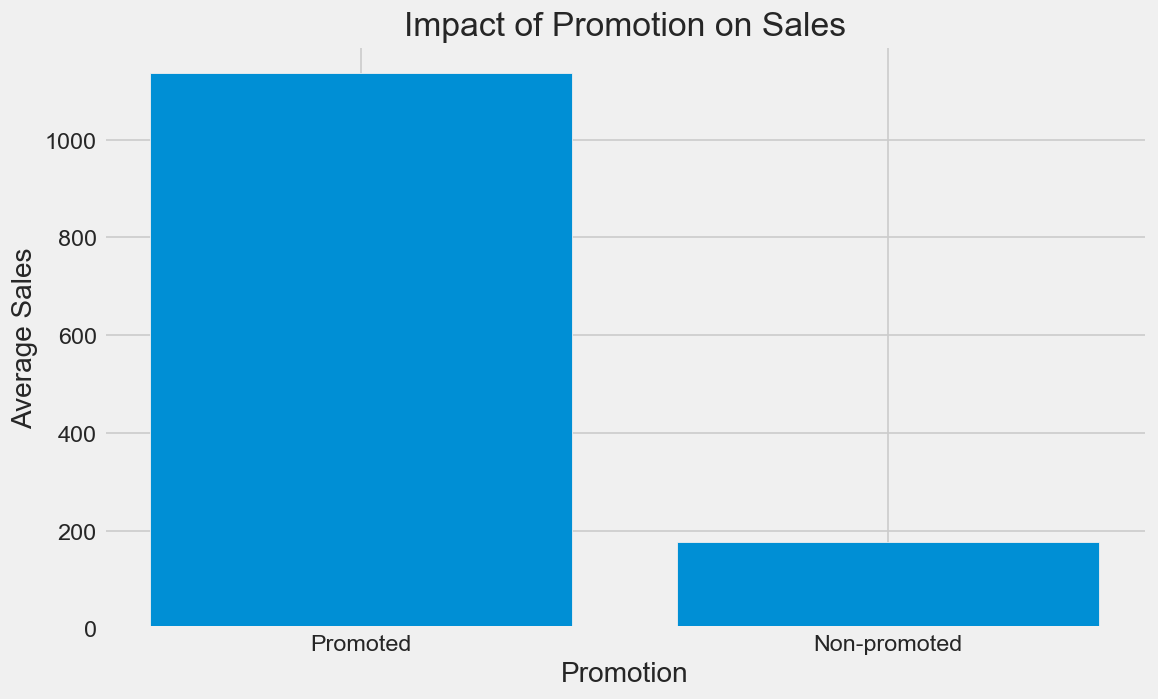 Impact of Promotion on Sales
Average Sales
1000
800
600
400
200
0
Promoted
Non-promoted
Promotion